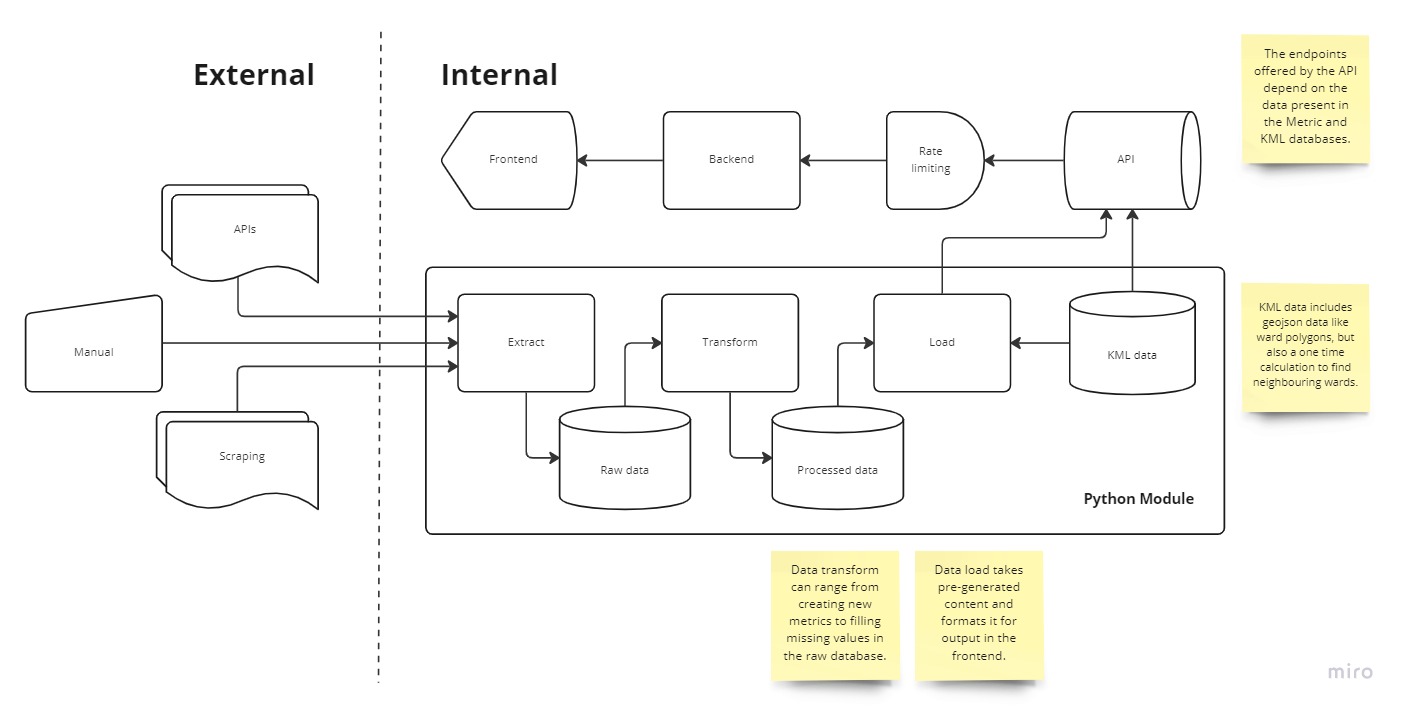 External
Internal
The endpoints
offered by the API
depend on the
data present in
the Metric and
KML databases.
Frontend
Backend
Rate
limiting
API
APIs
Manual
Scraping
Extract
Transform
Load
KML data
Raw data
Processed data
Python Module
KML data includes
geojson data like
ward polygons, but
also a one time
calculation to find
neighbouring wards.
Data transform
can range from
creating new
metrics to filling
missing values in
the raw database.
Data load takes
pre-generated
content and
formats it for
output in the
frontend.
miro